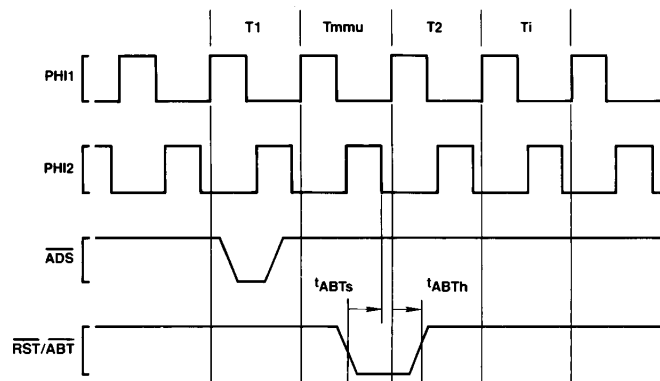 T1 Tmmu T2 Ti
PHI1
PHI2
ADS
tABTs tABTh
RST/ABT